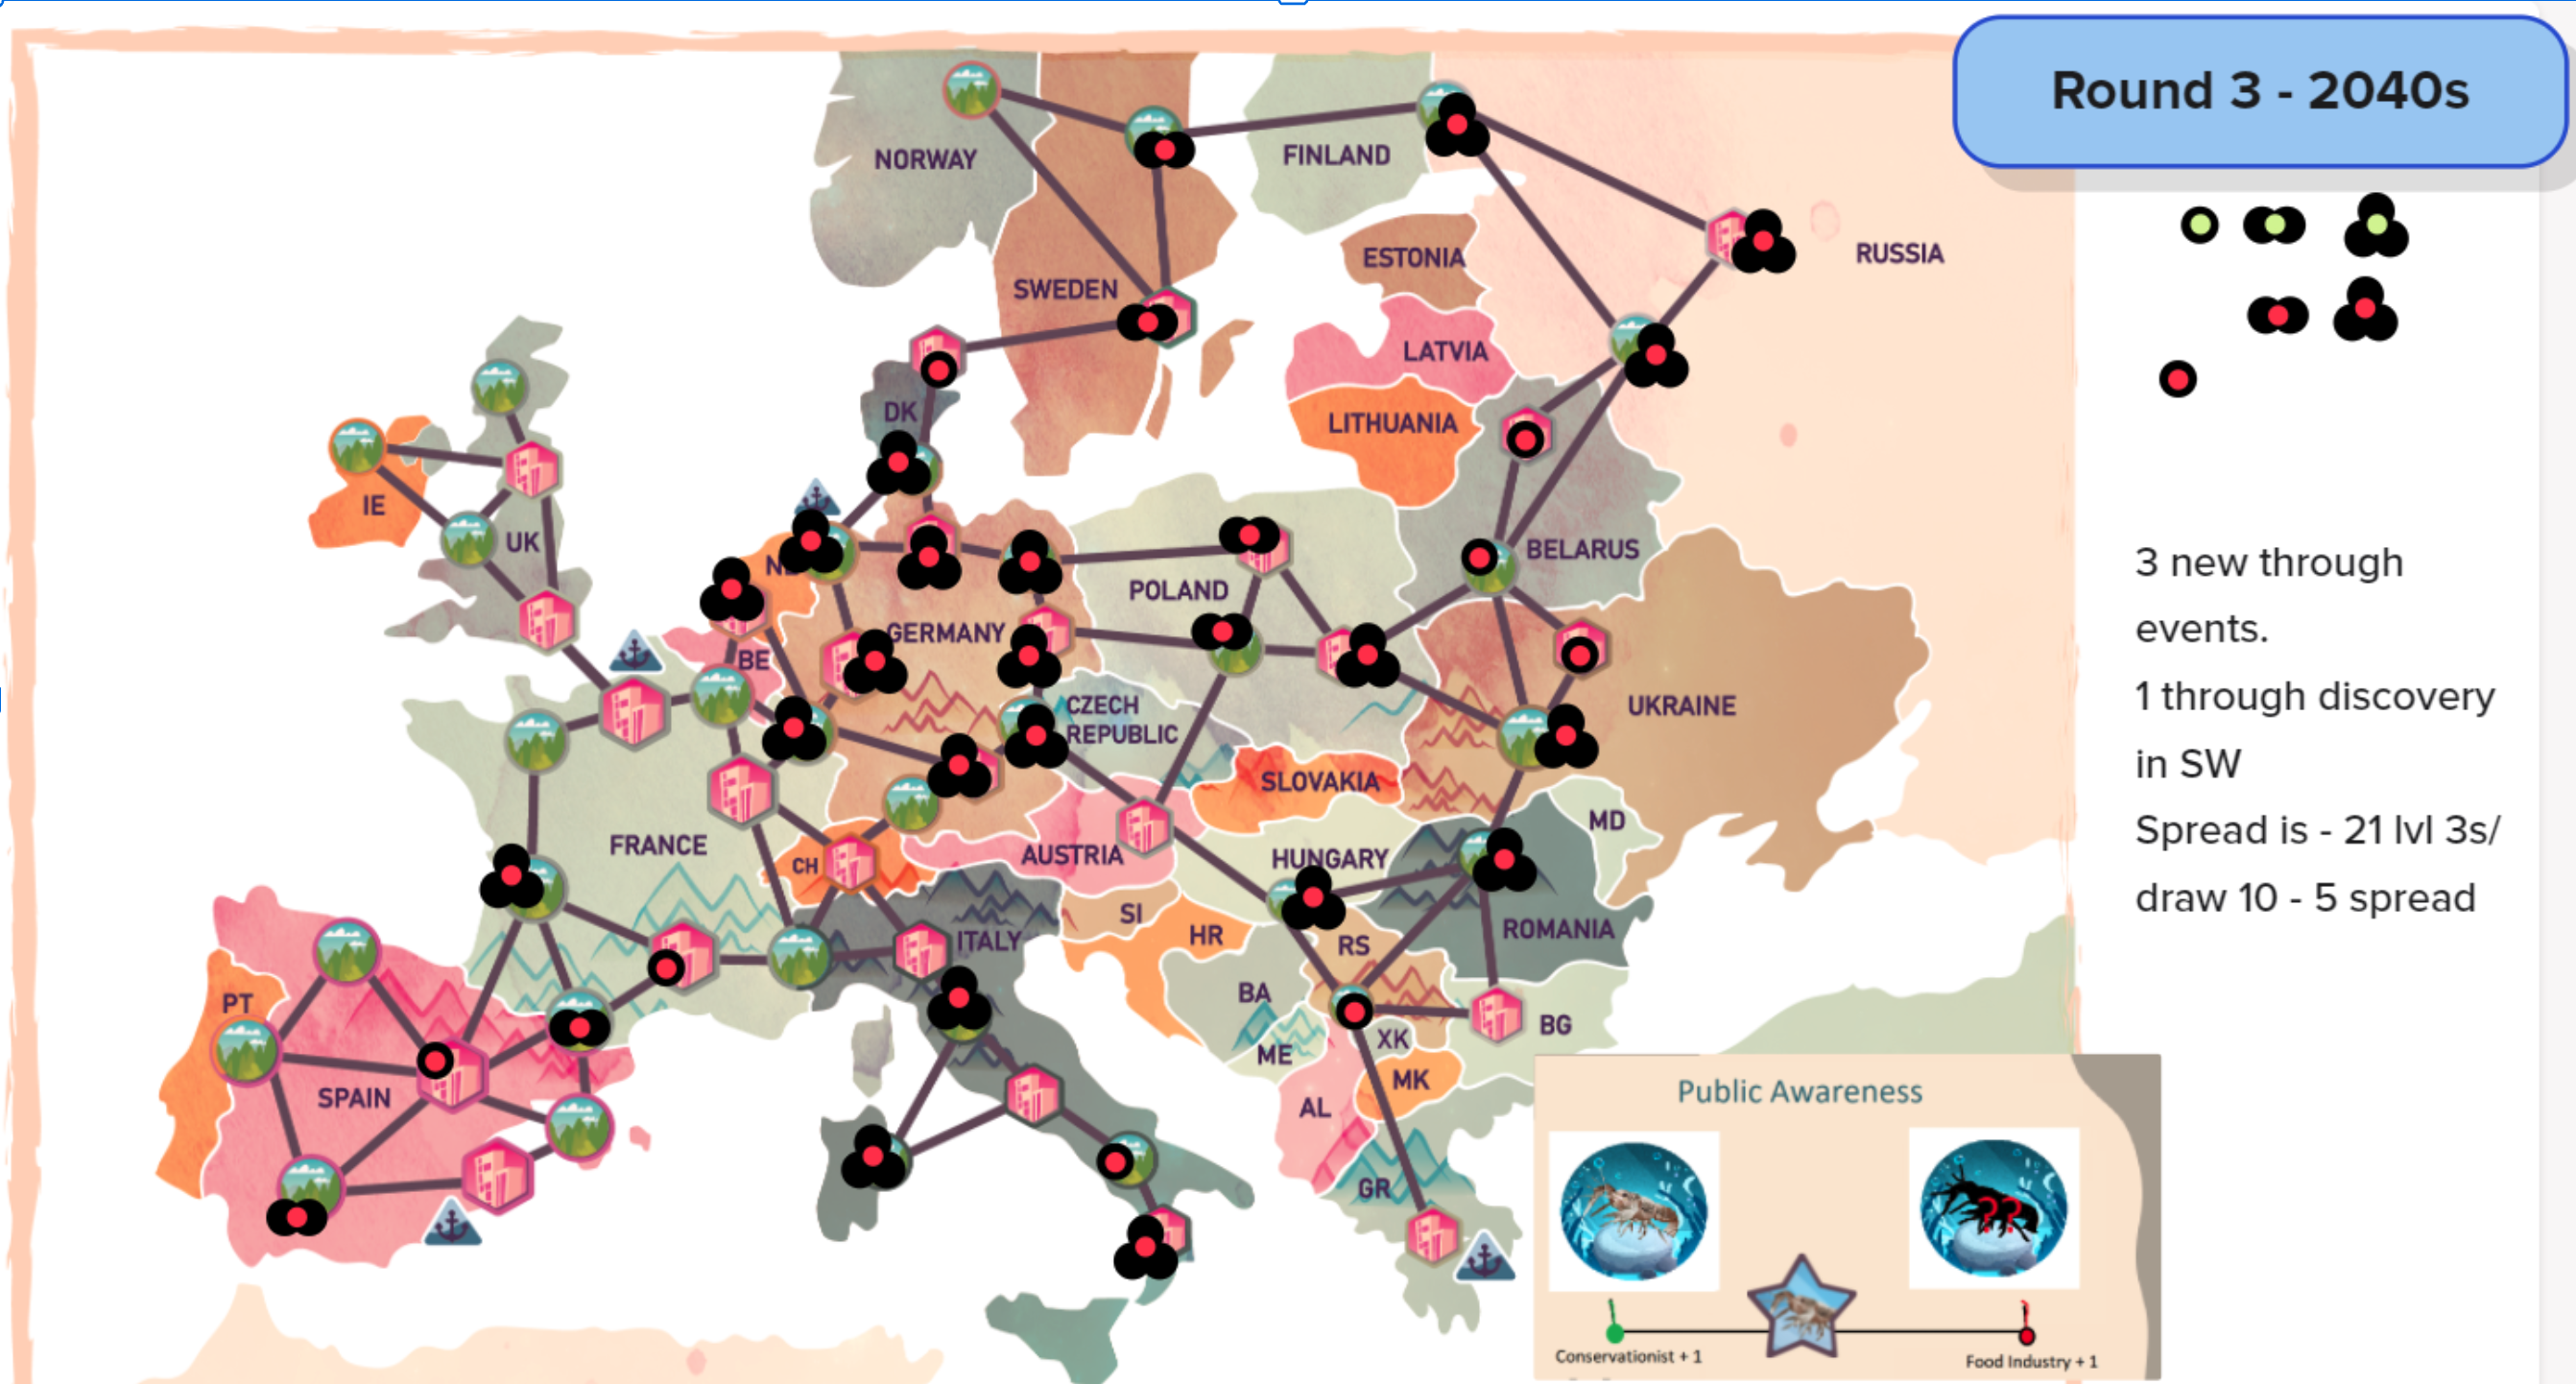 Round 3 - 2040s
NORWAY
FINLAND
ESTONIA
RUSSIA
SWEDEN
LATVIA
DK
LITHUANIA
IE
UK
BELARUS
3 new through
events.
1 through discovery
in SW
Spread is - 21 lvl 3s/
draw 10 - 5 spread
POLAND
GERMANY
BE
CZECH
REPUBLIC
UKRAINE
SLOVAKIA
MD
FRANCE
CH
AUSTRIA
HUNGARY
SI
HR
RS
ROMANIA
ITALY
BA
PT
XK
BG
ME
MK
SPAIN
AL
GR
Public Awareness
??
Conservationist + 1
Food Industry + 1